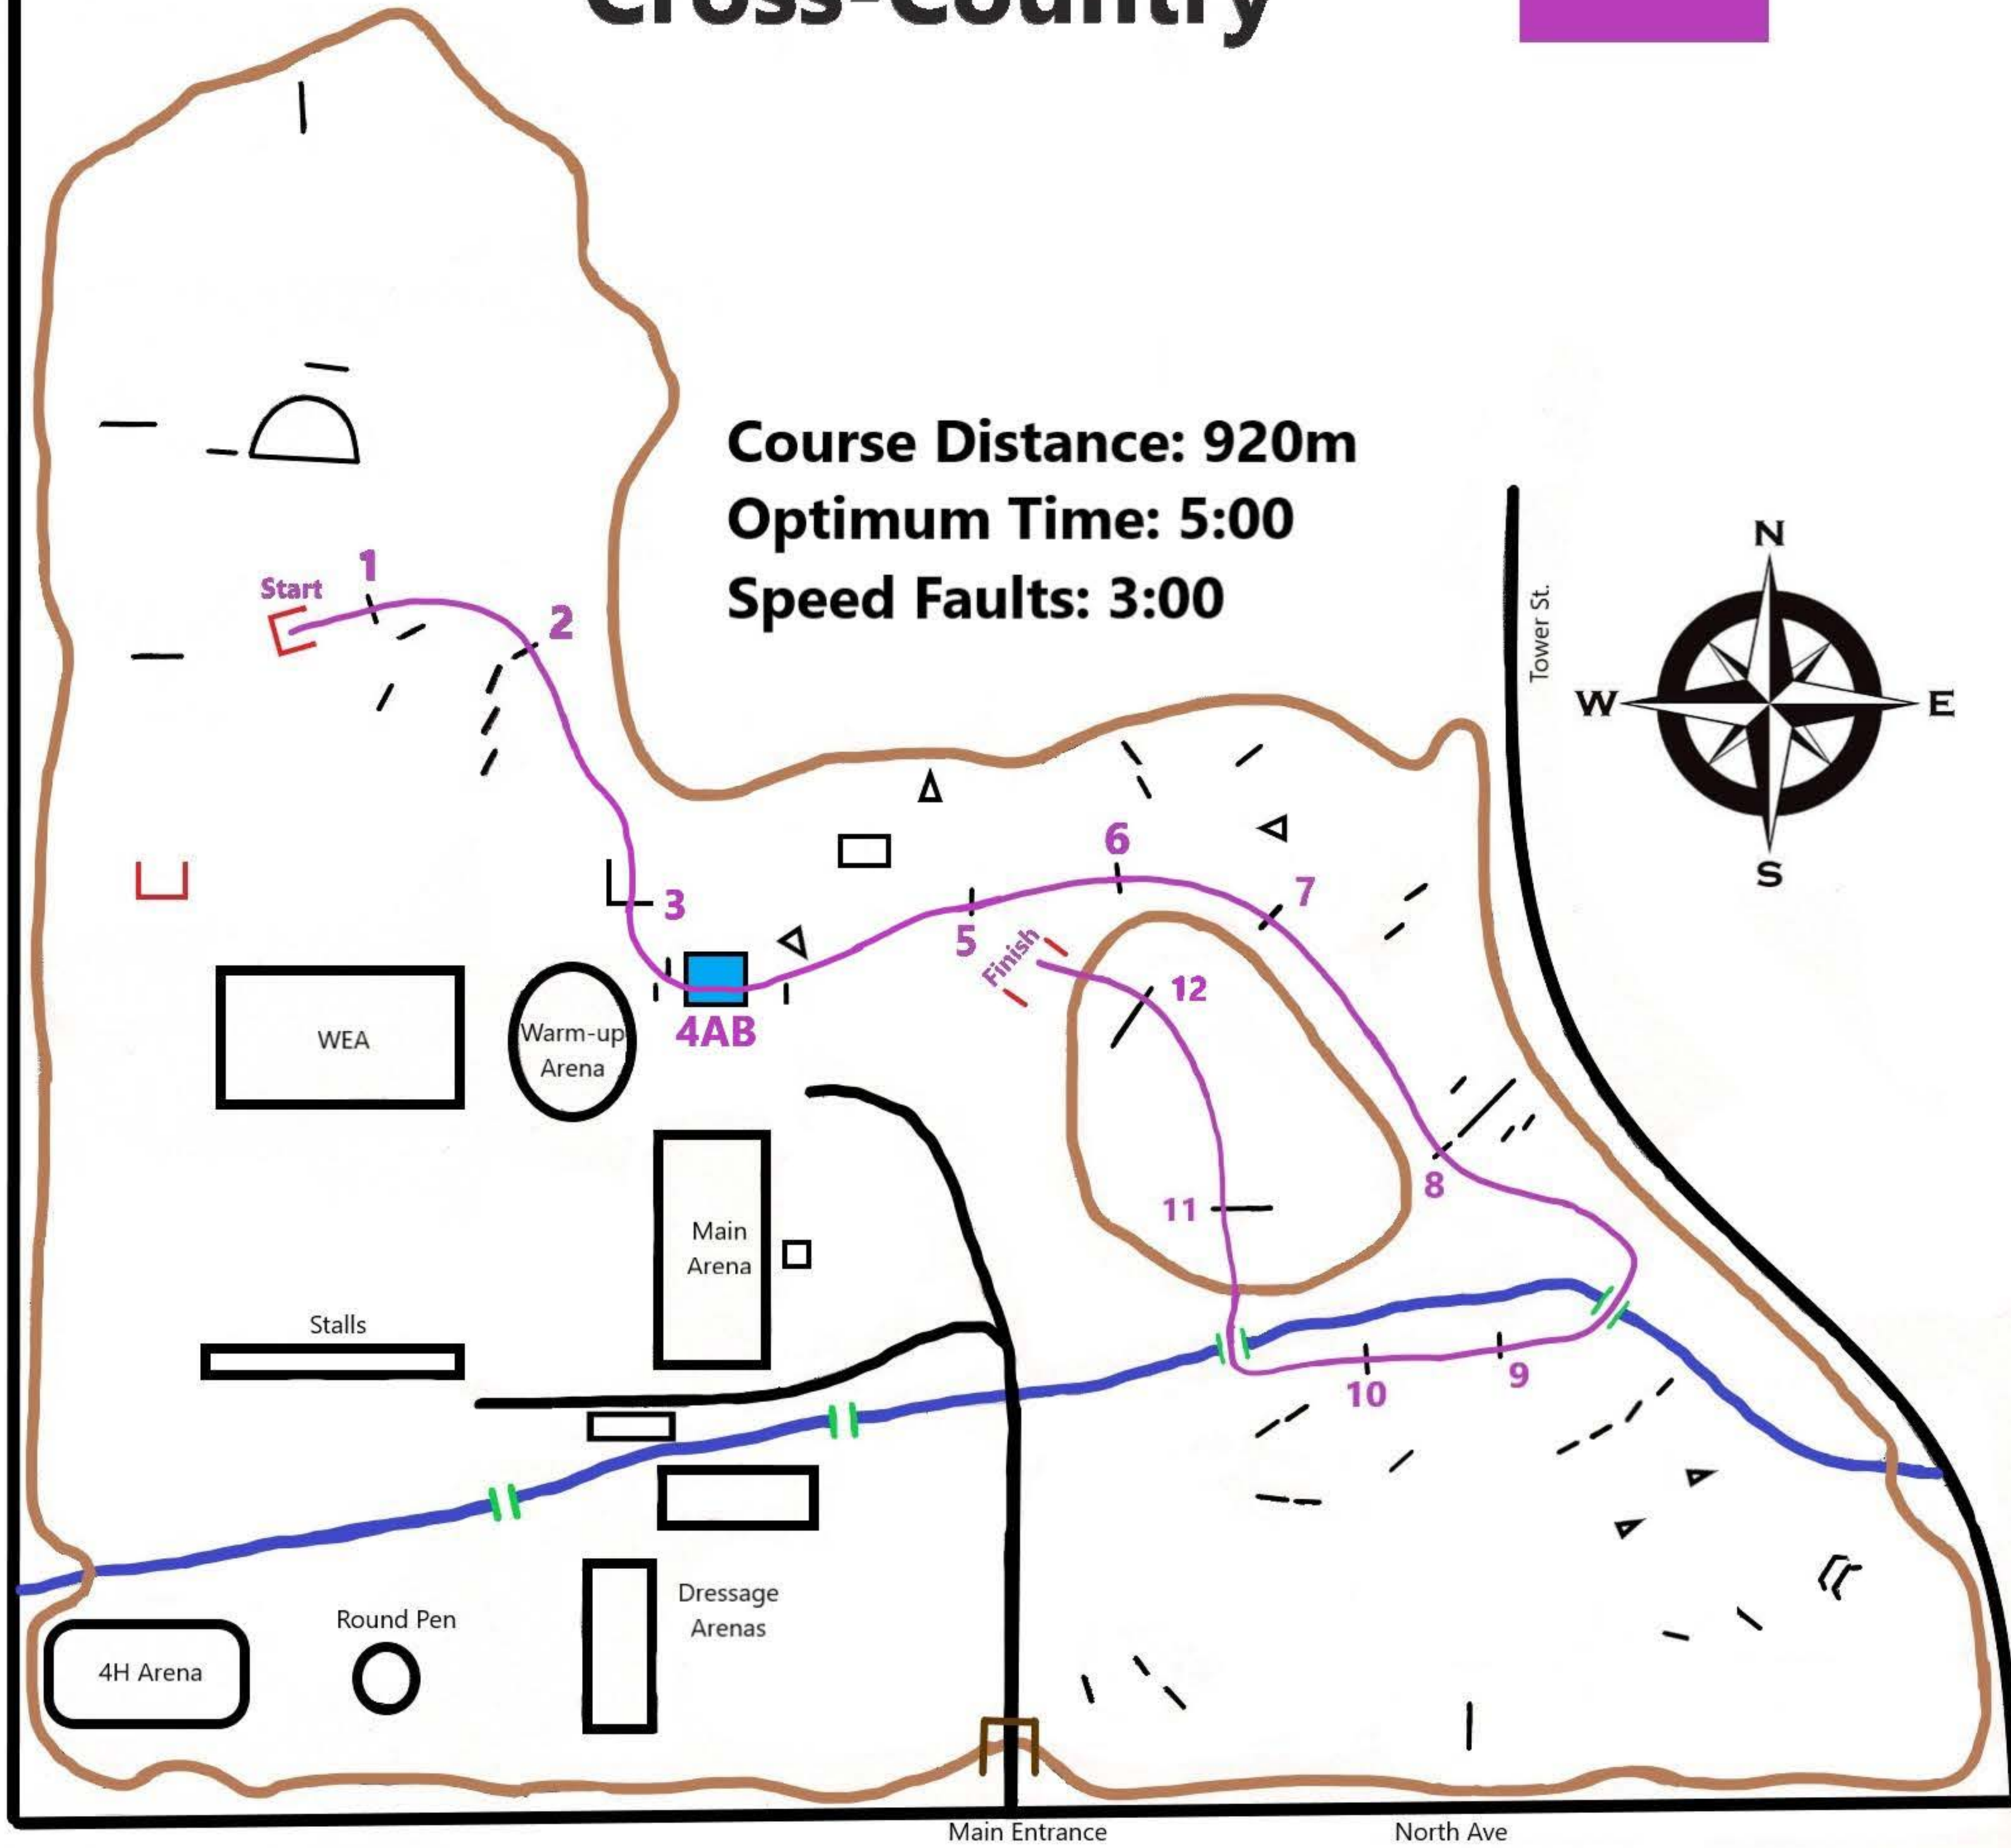 Cross-Country
Course Distance: 920m
Optimum Time: 5:00
Speed Faults: 3:00
N
W
E
S
Tower St.
Start
1
2
3
4AB
5
6
7
8
9
10
11
12
Finish
WEA
Warm-up
Arena
Main
Arena
Stalls
Dressage
Arenas
Round Pen
4H Arena
Main Entrance
North Ave